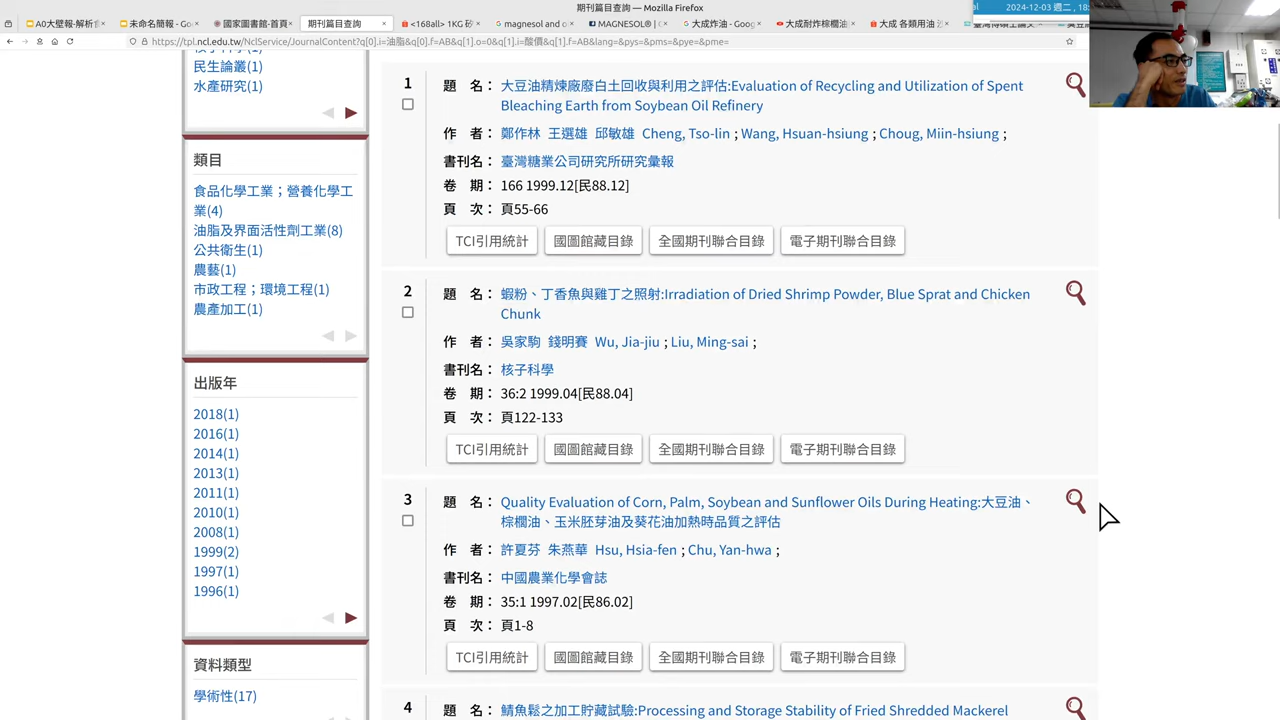 期刊篇目查詢 — Mozilla Firefox
2024-12-03 週二 , 18:
A0大壁報-解析食
未命名簡報 - Go
國家圖書館-首頁
期刊篇目查詢
<168all> 1KG 矽
magnesol and o
MAGNESOL® | (
大成炸油 - Goog
大成耐炸棕櫚油
大成 各類用油
https://tpl.ncl.edu.tw/NclService/JournalContent?q[0].i=油脂&q[0].f=AB&q[1].o=0&q[1].i=酸價&q[1].f=AB&lang=&pys=&pms=&pye=&pme=
民生論叢(1)
水產研究(1)
類目
食品化學工業；營養化學工
業(4)
油脂及界面活性劑工業(8)
公共衛生(1)
農藝(1)
市政工程；環境工程(1)
農產加工(1)
出版年
2018(1)
2016(1)
2014(1)
2013(1)
2011(1)
2010(1)
2008(1)
1999(2)
1997(1)
1996(1)
資料類型
學術性(17)
1
題 名： 大豆油精煉廠廢白土回收與利用之評估:Evaluation of Recycling and Utilization of Spent
Bleaching Earth from Soybean Oil Refinery
作 者： 鄭作林 王選雄 邱敏雄 Cheng, Tso-lin ; Wang, Hsuan-hsiung ; Choug, Miin-hsiung ;
書刊名： 臺灣糖業公司研究所研究彙報
卷 期： 166 1999.12[民88.12]
頁 次： 頁55-66
TCI引用統計 國圖館藏目錄 全國期刊聯合目錄 電子期刊聯合目錄
2
題 名： 蝦粉、丁香魚與雞丁之照射:Irradiation of Dried Shrimp Powder, Blue Sprat and Chicken
Chunk
作 者： 吳家駒 錢明賽 Wu, Jia-jiu ; Liu, Ming-sai ;
書刊名： 核子科學
卷 期： 36:2 1999.04[民88.04]
頁 次： 頁122-133
TCI引用統計 國圖館藏目錄 全國期刊聯合目錄 電子期刊聯合目錄
3
題 名： Quality Evaluation of Corn, Palm, Soybean and Sunflower Oils During Heating:大豆油、
棕櫚油、玉米胚芽油及葵花油加熱時品質之評估
作 者： 許夏芬 朱燕華 Hsu, Hsia-fen ; Chu, Yan-hwa ;
書刊名： 中國農業化學會誌
卷 期： 35:1 1997.02[民86.02]
頁 次： 頁1-8
TCI引用統計 國圖館藏目錄 全國期刊聯合目錄 電子期刊聯合目錄
4
題 名： 鯖魚鬆之加工貯藏試驗:Processing and Storage Stability of Fried Shredded Mackerel